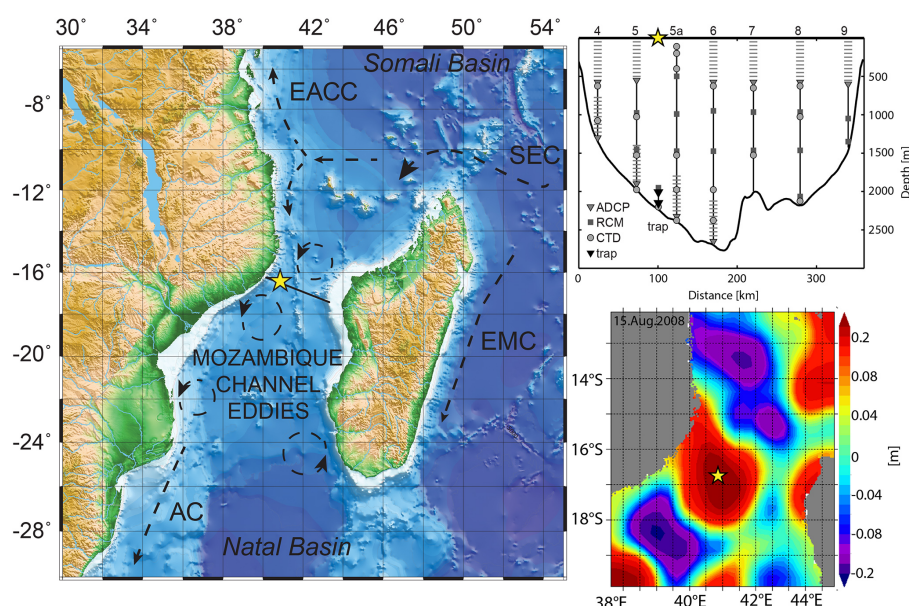 30° 34° 38° 42° 46° 50° 54°
-8°
-12°
-16°
-20°
-24°
-28°
Somali Basin
EACC
SEC
EMC
MOZAMBIQUE
CHANNEL
EDDIES
AC
Natal Basin
4 5 5a 6 7 8 9
500
1000
1500
2000
2500
Depth [m]
ADCP
RCM
CTD
trap
trap
0 100 200 300
Distance [km]
15.Aug.2008
14°S
16°S
18°S
38°E 40°E 42°E 44°E
0.2
0.08
0.04
0
-0.04
-0.08
-0.2
[m]